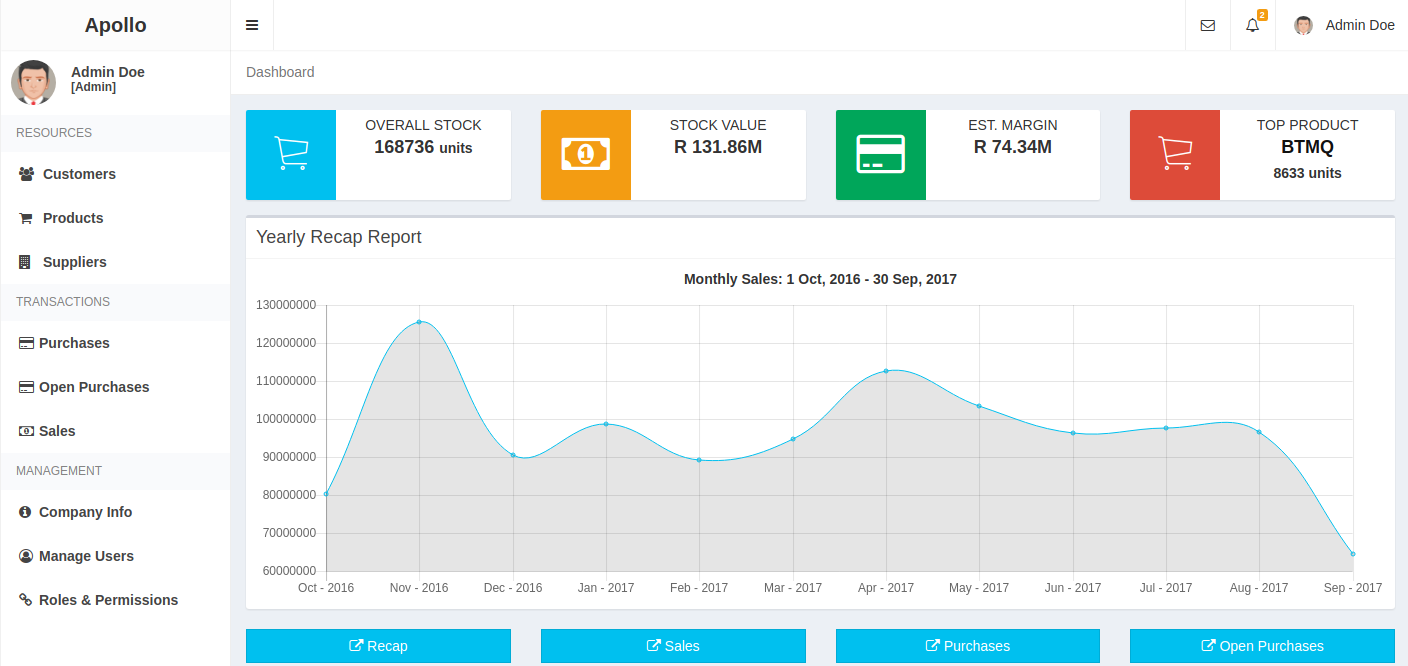 Apollo
2
Admin Doe
Admin Doe
[Admin]
RESOURCES
Customers
Products
Suppliers
TRANSACTIONS
Purchases
Open Purchases
Sales
MANAGEMENT
Company Info
Manage Users
Roles & Permissions
Dashboard
OVERALL STOCK
168736 units
1
STOCK VALUE
R 131.86M
EST. MARGIN
R 74.34M
TOP PRODUCT
BTMQ
8633 units
Yearly Recap Report
Monthly Sales: 1 Oct, 2016 - 30 Sep, 2017
130000000
120000000
110000000
100000000
90000000
80000000
70000000
60000000
Oct - 2016 Nov - 2016 Dec - 2016 Jan - 2017 Feb - 2017 Mar - 2017 Apr - 2017 May - 2017 Jun - 2017 Jul - 2017 Aug - 2017 Sep - 2017
Recap
Sales
Purchases
Open Purchases